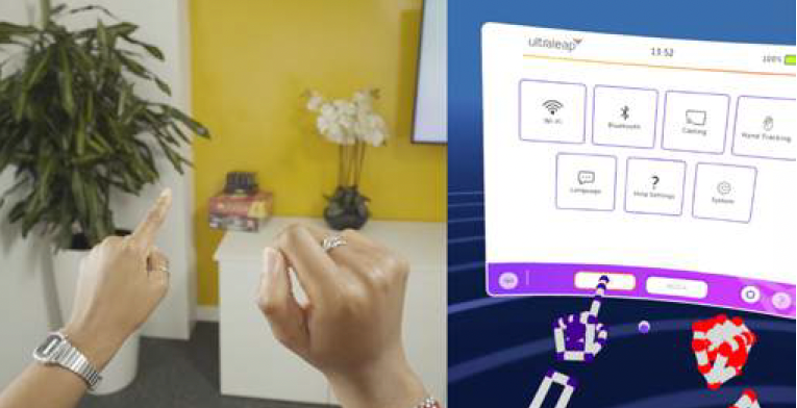 ultraleap
13:52
100%
Wi-Fi
Bluetooth
Casting
Hand Tracking
Language
? Help Settings
System